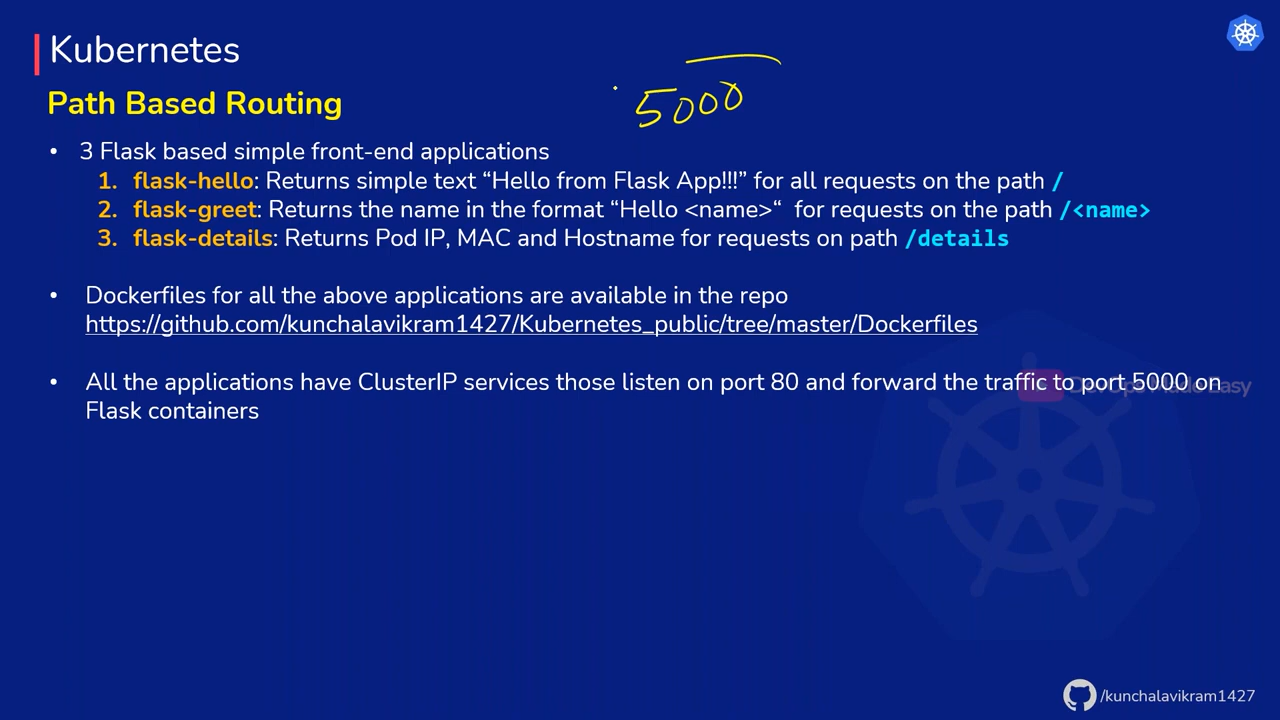 Kubernetes
5000
Path Based Routing
• 3 Flask based simple front-end applications
1. flask-hello: Returns simple text “Hello from Flask App!!!” for all requests on the path /
2. flask-greet: Returns the name in the format “Hello <name>“ for requests on the path /<name>
3. flask-details: Returns Pod IP, MAC and Hostname for requests on path /details
• Dockerfiles for all the above applications are available in the repo
https://github.com/kunchalavikram1427/Kubernetes_public/tree/master/Dockerfiles
• All the applications have ClusterIP services those listen on port 80 and forward the traffic to port 5000 on
Flask containers
DevOps Made Easy
/kunchalavikram1427